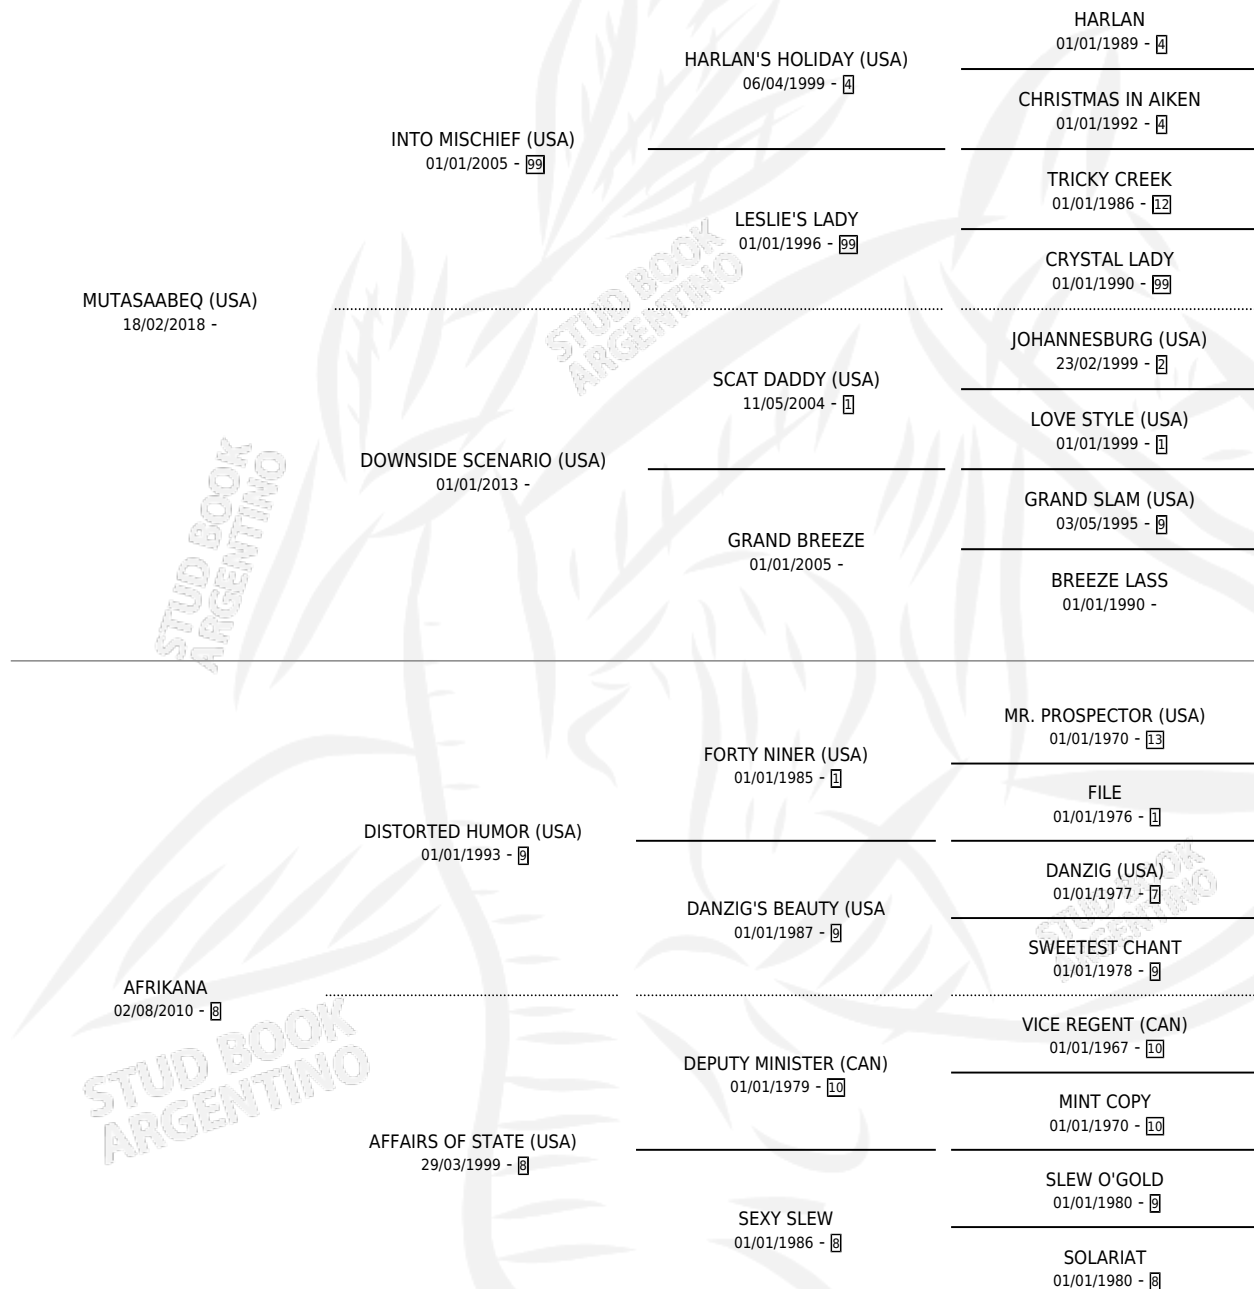 HARLAN
01/01/1989 - 4
HARLAN'S HOLIDAY (USA)
06/04/1999 - 4
CHRISTMAS IN AIKEN
01/01/1992 - 4
INTO MISCHIEF (USA)
01/01/2005 - 99
TRICKY CREEK
01/01/1986 - 12
LESLIE'S LADY
01/01/1996 - 99
CRYSTAL LADY
01/01/1990 - 99
MUTASAABEQ (USA)
18/02/2018 -
STUD BOOK
ARGENTINO
JOHANNESBURG (USA)
23/02/1999 - 2
SCAT DADDY (USA)
11/05/2004 - 1
LOVE STYLE (USA)
01/01/1999 - 1
DOWNSIDE SCENARIO (USA)
01/01/2013 -
GRAND SLAM (USA)
03/05/1995 - 9
GRAND BREEZE
01/01/2005 -
BREEZE LASS
01/01/1990 -
STUD BOOK
ARGENTINO
MR. PROSPECTOR (USA)
01/01/1970 - 13
FORTY NINER (USA)
01/01/1985 - 1
FILE
01/01/1976 - 1
DISTORTED HUMOR (USA)
01/01/1993 - 9
DANZIG (USA)
01/01/1977 - 7
DANZIG'S BEAUTY (USA
01/01/1987 - 9
SWEETEST CHANT
01/01/1978 - 9
STUD BOOK
ARGENTINO
AFRIKANA
02/08/2010 - 8
VICE REGENT (CAN)
01/01/1967 - 10
DEPUTY MINISTER (CAN)
01/01/1979 - 10
MINT COPY
01/01/1970 - 10
STUD BOOK
ARGENTINO
AFFAIRS OF STATE (USA)
29/03/1999 - 8
SLEW O'GOLD
01/01/1980 - 9
SEXY SLEW
01/01/1986 - 8
SOLARIAT
01/01/1980 - 8